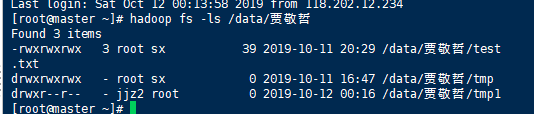 Last login: Sat Oct 12 00:13:58 2019 from 118.202.12.234
[root@master ~]# hadoop fs -ls /data/贾敬哲
Found 3 items
-rwxrwxrwx   3 root sx         39 2019-10-11 20:29 /data/贾敬哲/test
.txt
drwxrwxrwx   - root sx          0 2019-10-11 16:47 /data/贾敬哲/tmp
drwxr--r--   - jjz2 root        0 2019-10-12 00:16 /data/贾敬哲/tmp1
[root@master ~]#